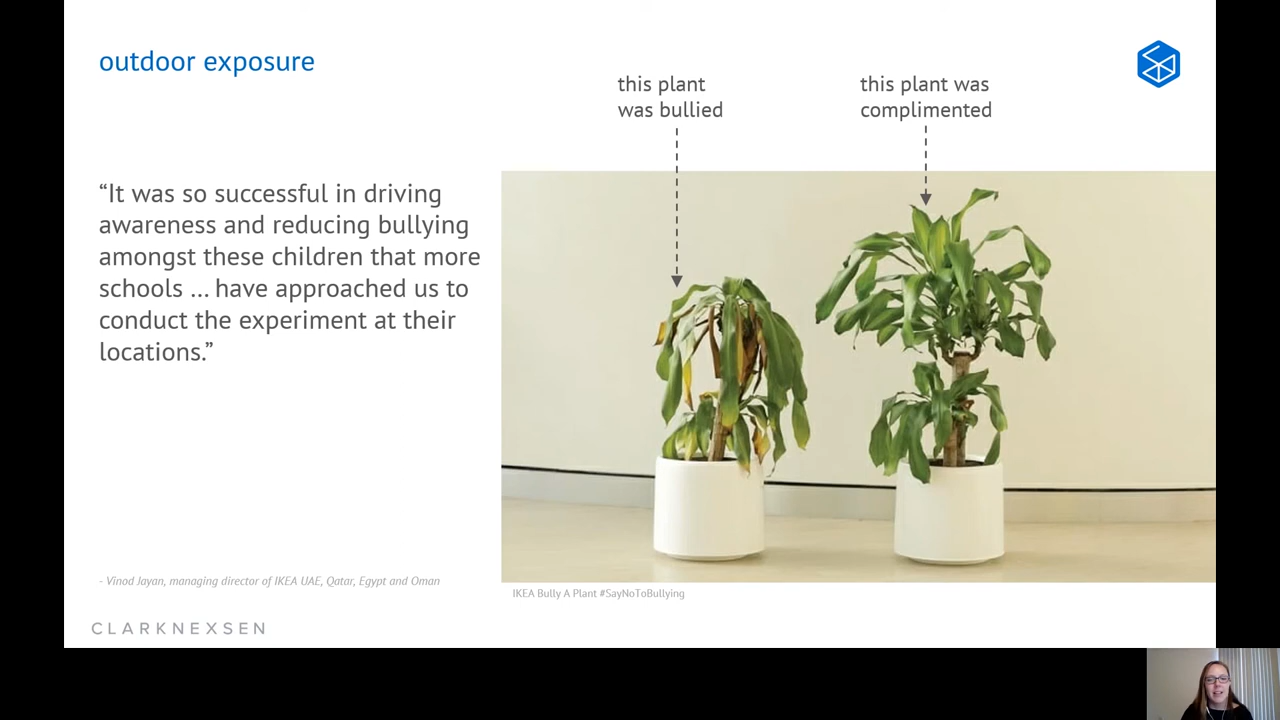 outdoor exposure
this plant
was bullied
this plant was
complimented
“It was so successful in driving
awareness and reducing bullying
amongst these children that more
schools ... have approached us to
conduct the experiment at their
locations.”
- Vinod Jayan, managing director of IKEA UAE, Qatar, Egypt and Oman
IKEA Bully A Plant #SayNoToBullying
CLARKNEXSEN